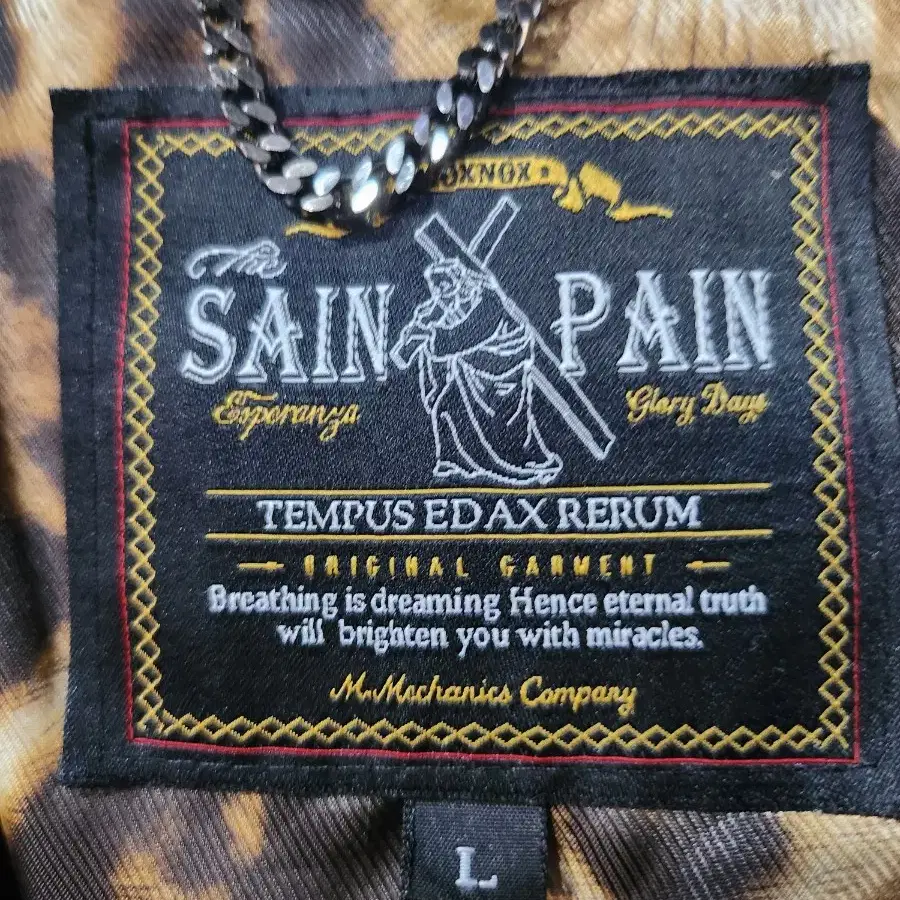 The
SAIN PAIN
Esperanza Glory Days
TEMPUS EDAX RERUM
ORIGINAL GARMENT
Breathing is dreaming Hence eternal truth
will brighten you with miracles.
M.Mechanics Company
L